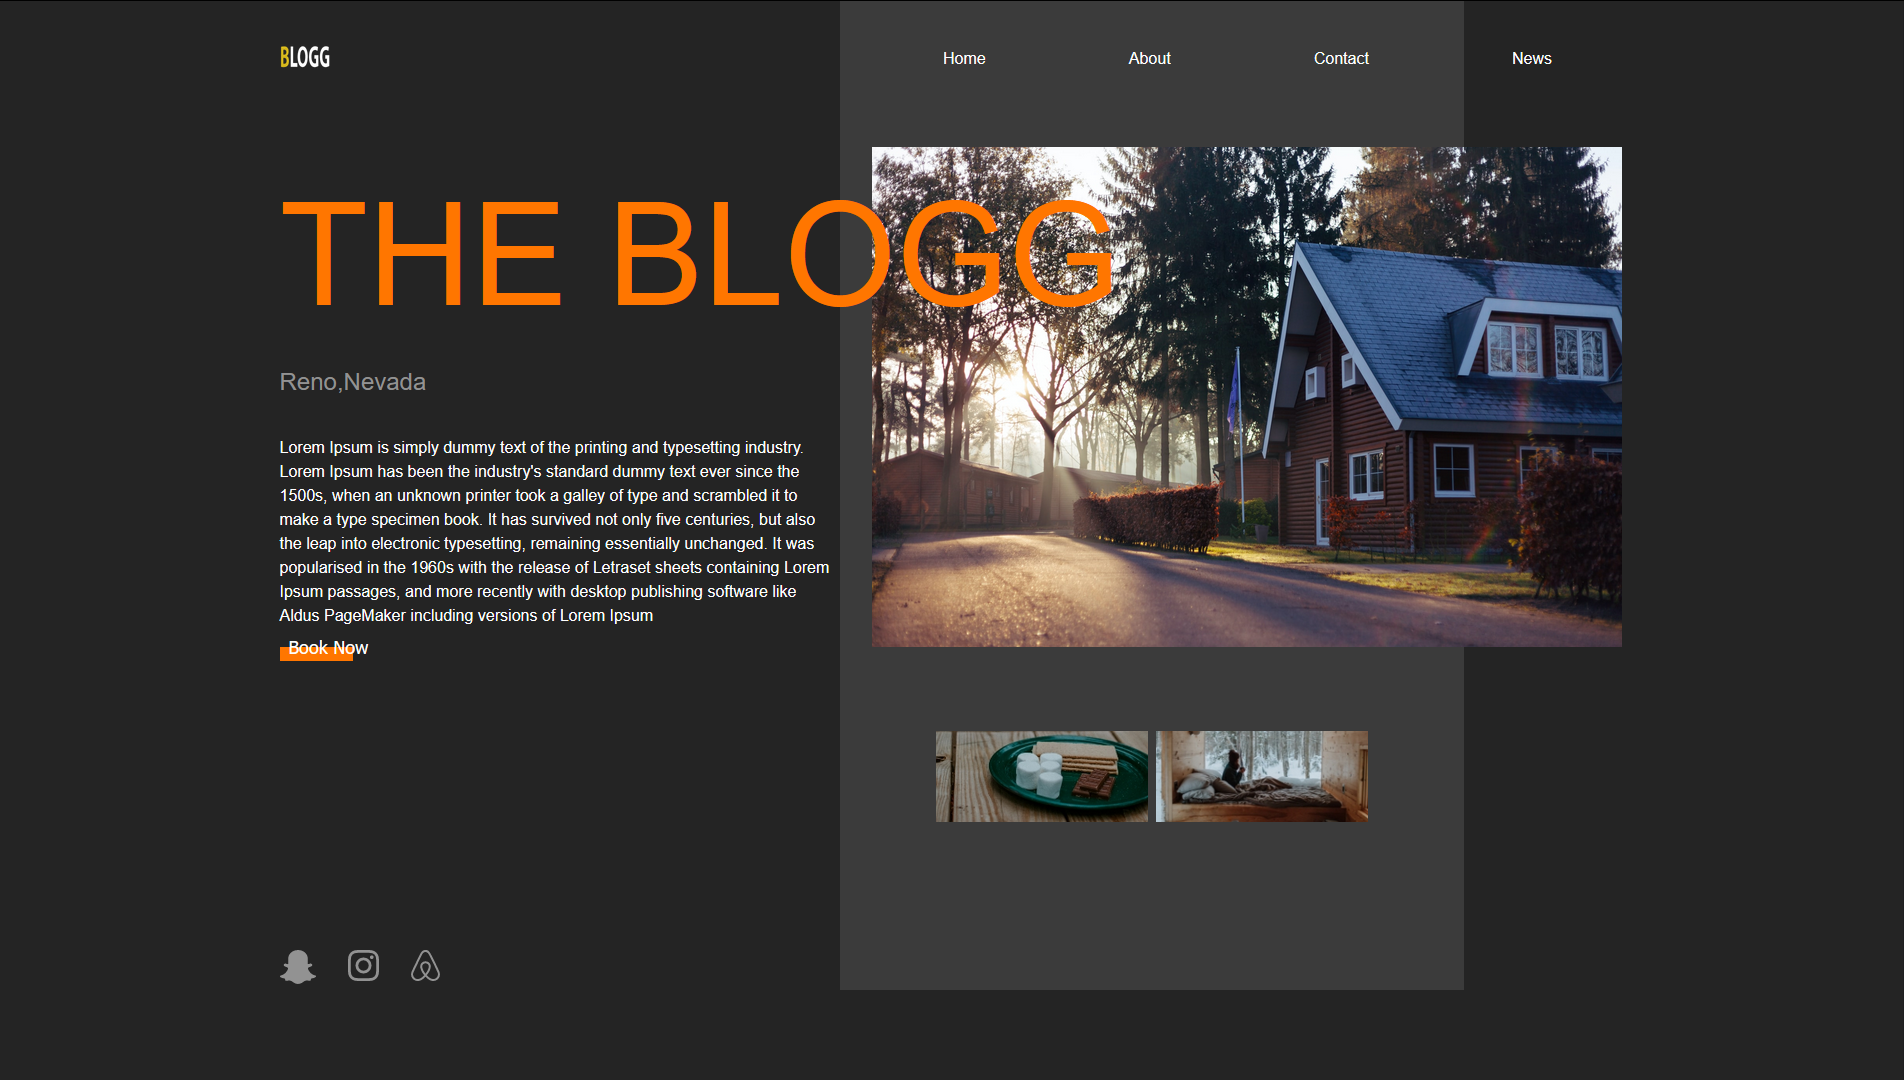 BLOGG
Home
About
Contact
News
THE BLOGG
Reno,Nevada
Lorem Ipsum is simply dummy text of the printing and typesetting industry.
Lorem Ipsum has been the industry's standard dummy text ever since the
1500s, when an unknown printer took a galley of type and scrambled it to
make a type specimen book. It has survived not only five centuries, but also
the leap into electronic typesetting, remaining essentially unchanged. It was
popularised in the 1960s with the release of Letraset sheets containing Lorem
Ipsum passages, and more recently with desktop publishing software like
Aldus PageMaker including versions of Lorem Ipsum
Book Now